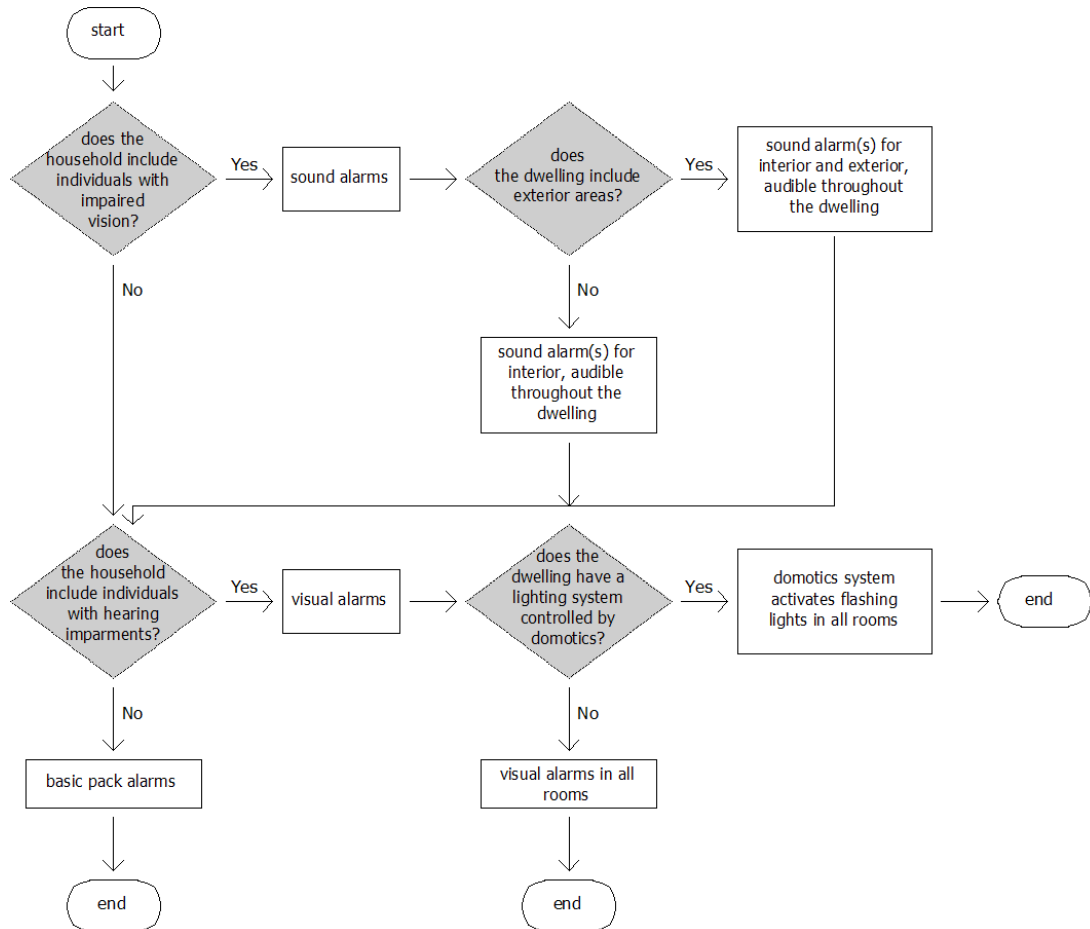 start
does the
household include
individuals with
impaired
vision?
Yes
sound alarms
does
the dwelling include
exterior areas?
Yes
sound alarm(s) for
interior and exterior,
audible throughout
the dwelling
No
No
sound alarm(s) for
interior, audible
throughout the
dwelling
does
the household
include individuals
with hearing
imparments?
Yes
visual alarms
does the
dwelling have a
lighting system
controlled by
domotics?
Yes
domotics system
activates flashing
lights in all rooms
end
No
No
basic pack alarms
visual alarms in all
rooms
end
end